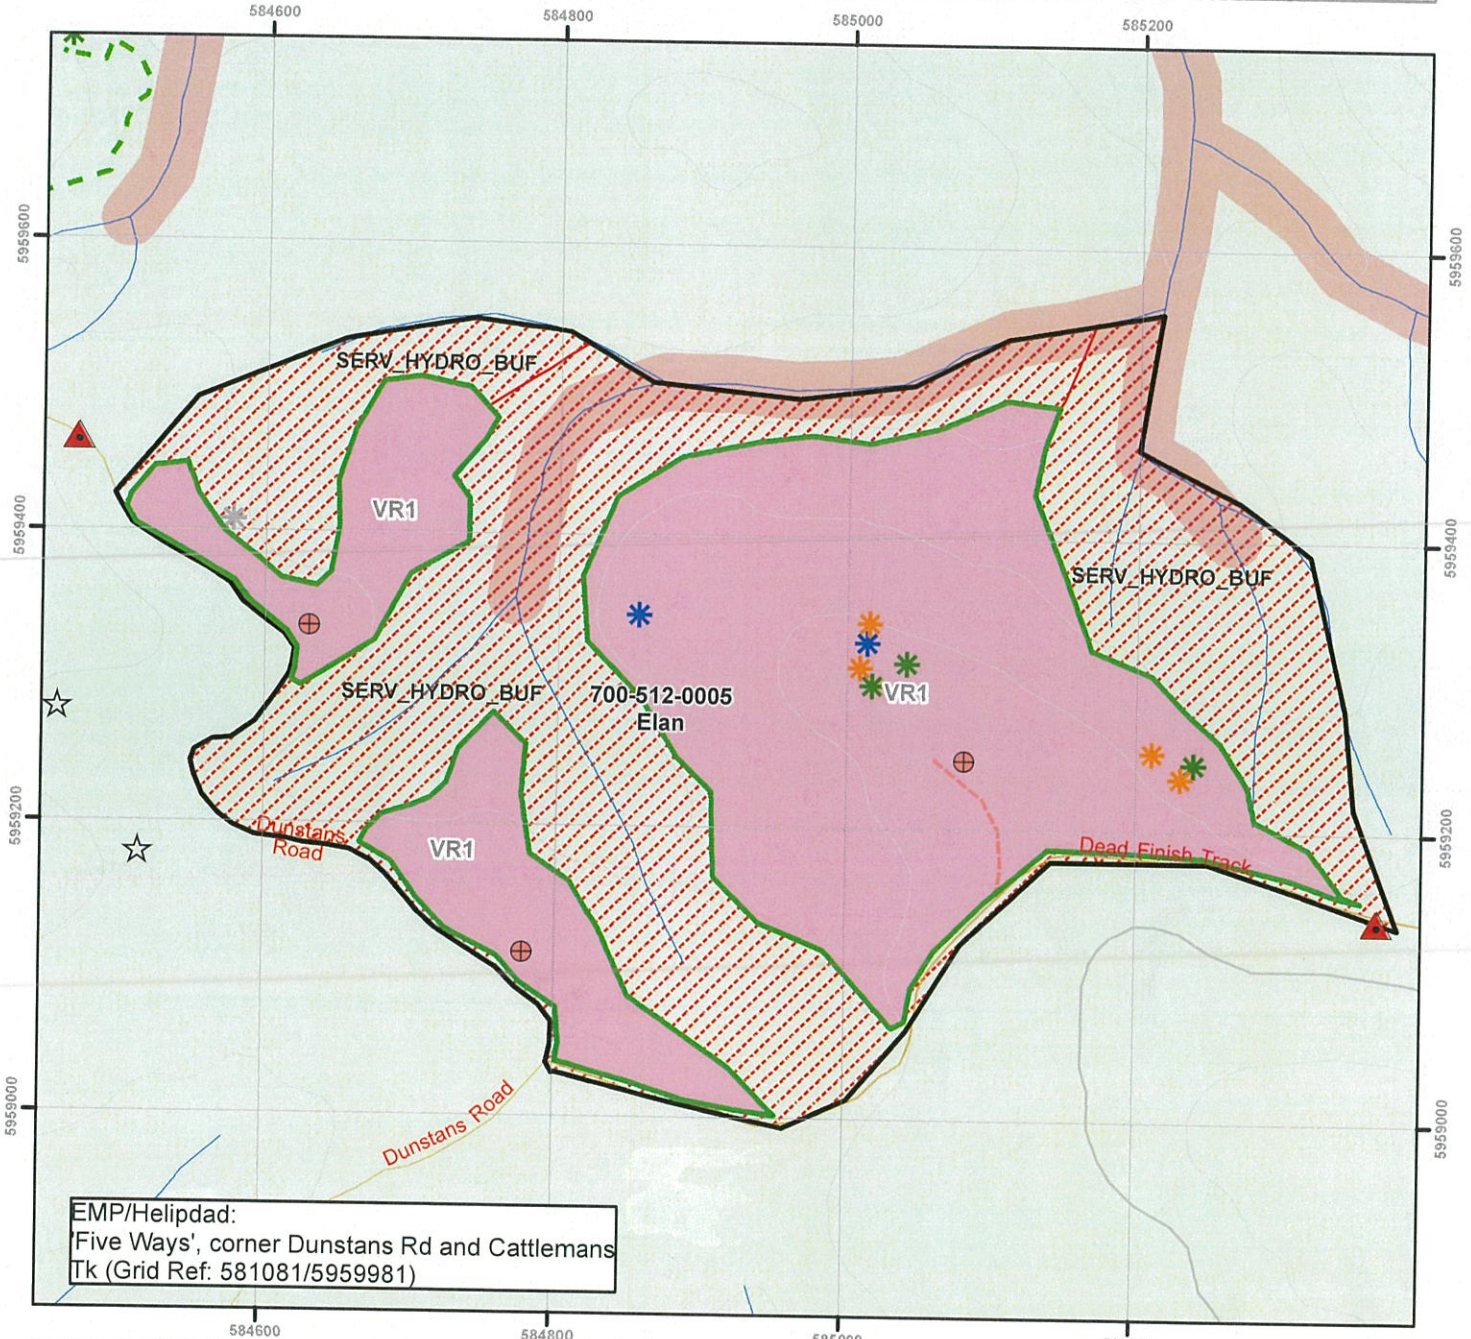 584600
584800
585000
585200
5959600
5959600
SERV_HYDRO_BUF
VR1
5959400
5959400
SERV_HYDRO_BUF
SERV_HYDRO_BUF
700-512-0005
Elan
VR1
5959200
5959200
Dunstans
Road
VR1
Dead Finish Track
5959000
5959000
Dunstans Road
EMP/Helipdad:
'Five Ways', corner Dunstans Rd and Cattlemans
Tk (Grid Ref: 581081/5959981)
584600
584800